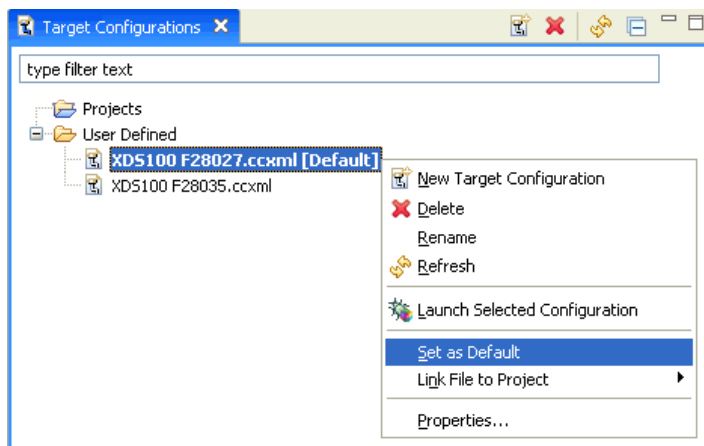 Target Configurations
type filter text
Projects
User Defined
XDS100 F28027.ccxml [Default]
XDS100 F28035.ccxml
New Target Configuration
Delete
Rename
Refresh
Launch Selected Configuration
Set as Default
Link File to Project
Properties...